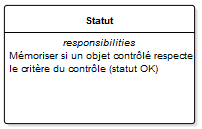 Statut
responsibilities
Mémoriser si un objet contrôlé respecte
le critère du contrôle (statut OK)